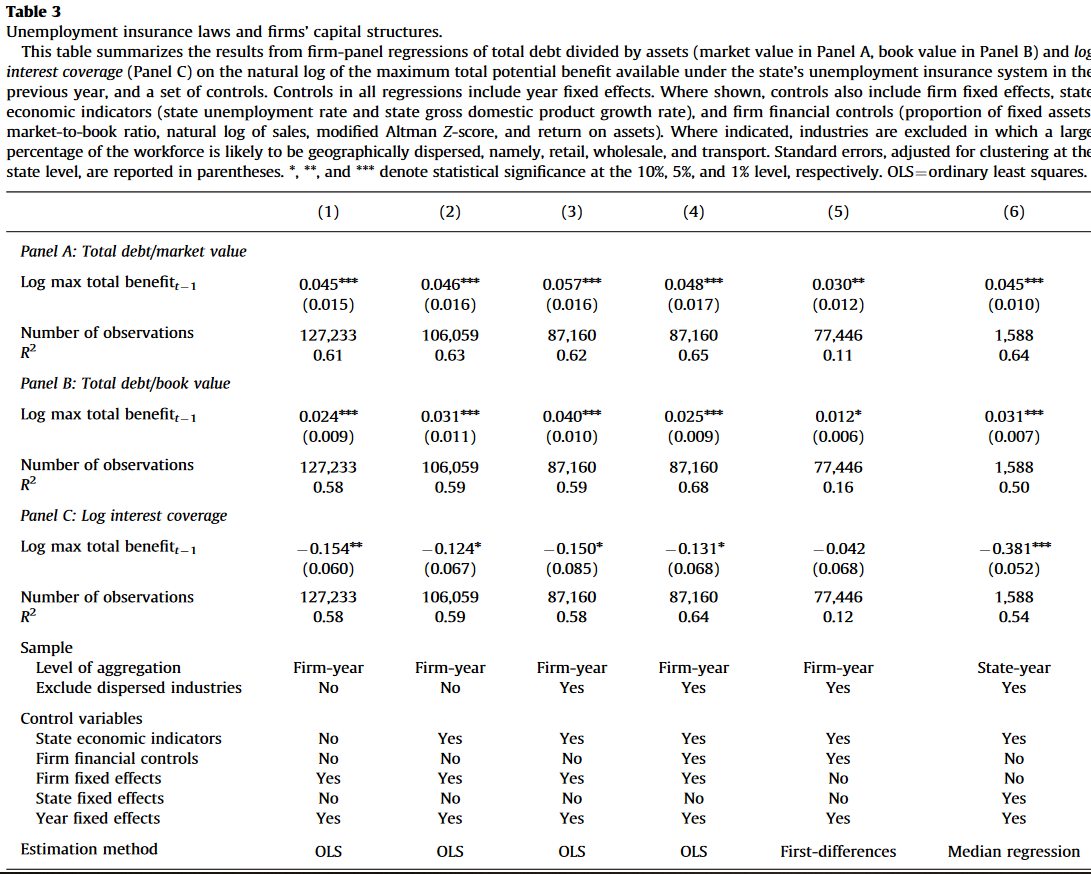 Table 3
Unemployment insurance laws and firms' capital structures.
This table summarizes the results from firm-panel regressions of total debt divided by assets (market value in Panel A, book value in Panel B) and log
interest coverage (Panel C) on the natural log of the maximum total potential benefit available under the state's unemployment insurance system in the
previous year, and a set of controls. Controls in all regressions include year fixed effects. Where shown, controls also include firm fixed effects, state
economic indicators (state unemployment rate and state gross domestic product growth rate), and firm financial controls (proportion of fixed assets
market-to-book ratio, natural log of sales, modified Altman Z-score, and return on assets). Where indicated, industries are excluded in which a large
percentage of the workforce is likely to be geographically dispersed, namely, retail, wholesale, and transport. Standard errors, adjusted for clustering at the
state level, are reported in parentheses. *, **, and *** denote statistical significance at the 10%, 5%, and 1% level, respectively. OLS=ordinary least squares.
(1) (2) (3) (4) (5) (6)
Panel A: Total debt/market value
Log max total benefit_{t−1} 0.045*** 0.046*** 0.057*** 0.048*** 0.030** 0.045***
(0.015) (0.016) (0.016) (0.017) (0.012) (0.010)
Number of observations 127,233 106,059 87,160 87,160 77,446 1,588
R² 0.61 0.63 0.62 0.65 0.11 0.64
Panel B: Total debt/book value
Log max total benefit_{t−1} 0.024*** 0.031*** 0.040*** 0.025*** 0.012* 0.031***
(0.009) (0.011) (0.010) (0.009) (0.006) (0.007)
Number of observations 127,233 106,059 87,160 87,160 77,446 1,588
R² 0.58 0.59 0.59 0.68 0.16 0.50
Panel C: Log interest coverage
Log max total benefit_{t−1} −0.154** −0.124* −0.150* −0.131* −0.042 −0.381***
(0.060) (0.067) (0.085) (0.068) (0.068) (0.052)
Number of observations 127,233 106,059 87,160 87,160 77,446 1,588
R² 0.58 0.59 0.58 0.64 0.12 0.54
Sample
Level of aggregation Firm-year Firm-year Firm-year Firm-year Firm-year State-year
Exclude dispersed industries No No Yes Yes Yes Yes
Control variables
State economic indicators No Yes Yes Yes Yes Yes
Firm financial controls No No No Yes Yes No
Firm fixed effects Yes Yes Yes Yes No No
State fixed effects No No No No No Yes
Year fixed effects Yes Yes Yes Yes Yes Yes
Estimation method OLS OLS OLS OLS First-differences Median regression